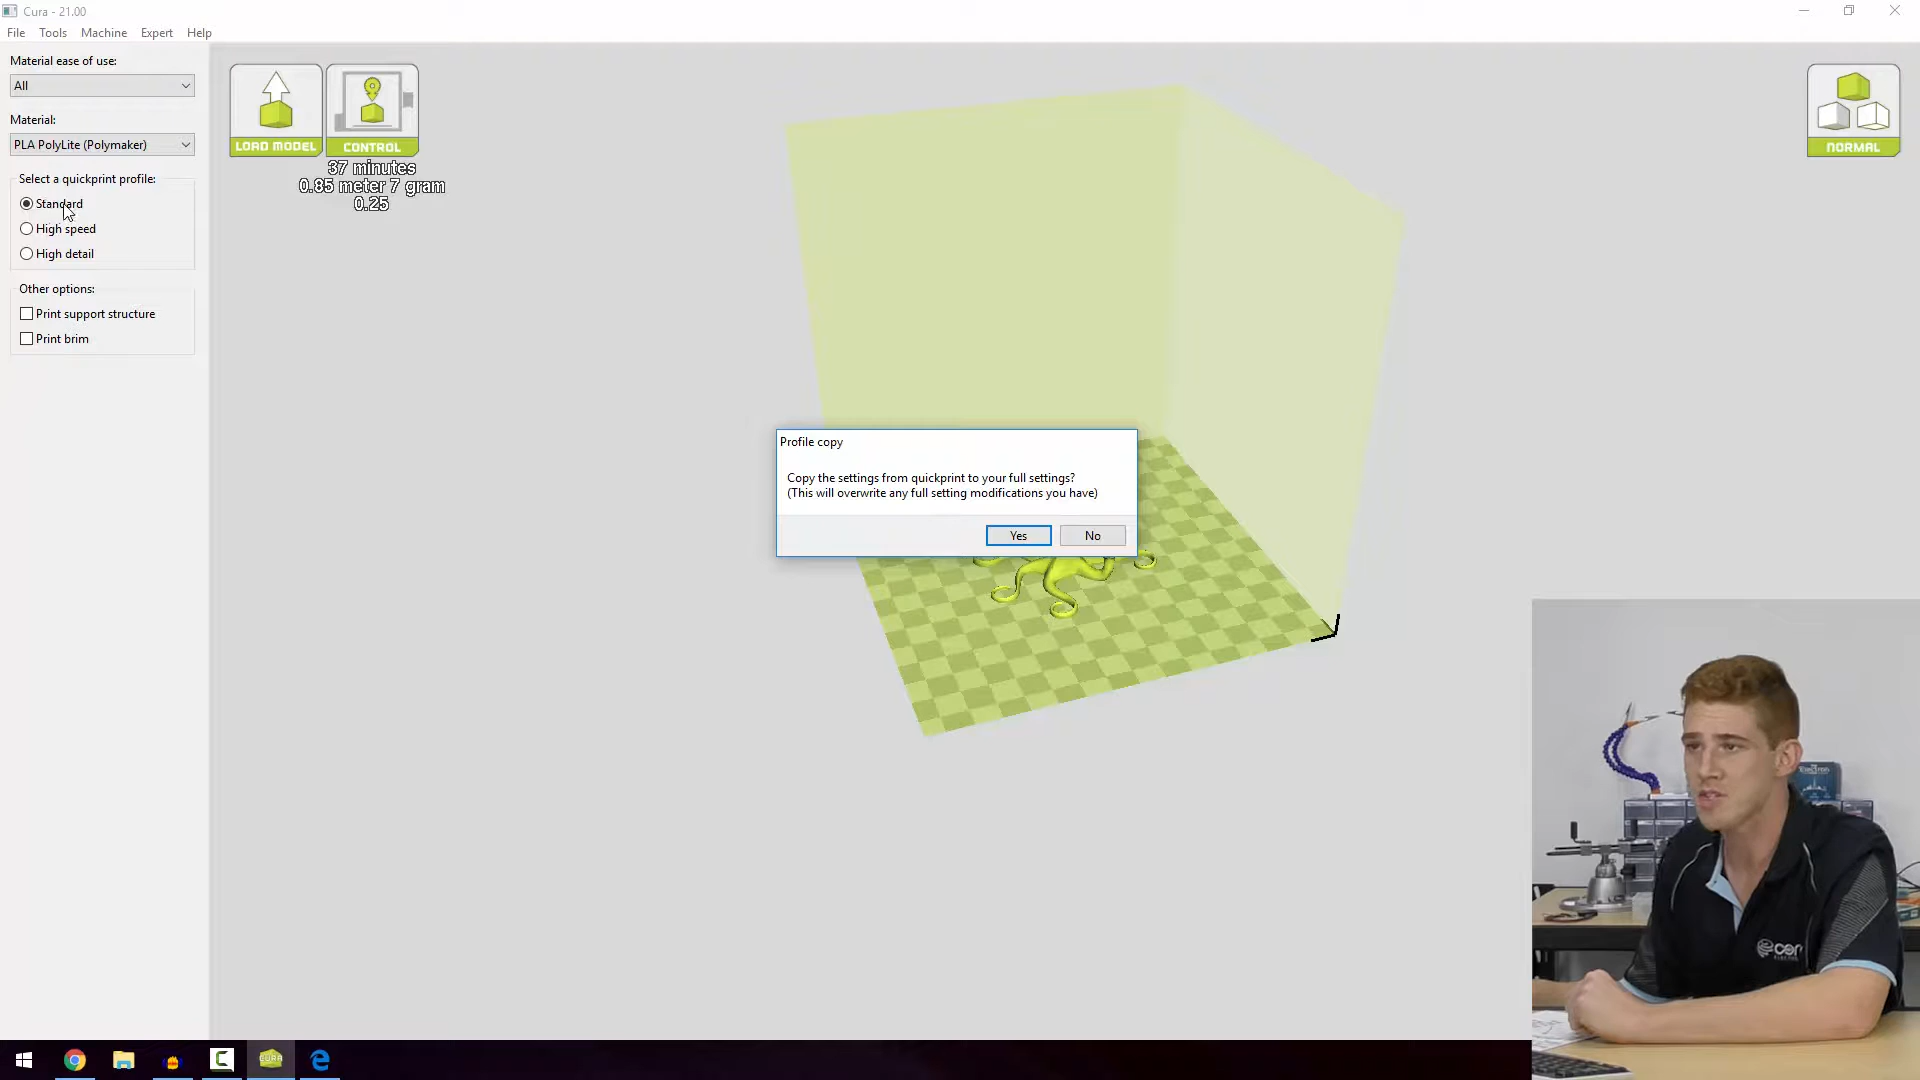 Cura - 21.00
File Tools Machine Expert Help
Material ease of use:
All
Material:
PLA PolyLite (Polymaker)
Select a quickprint profile:
Standard
High speed
High detail
Other options:
Print support structure
Print brim
LOAD MODEL
CONTROL
37 minutes
0.85 meter 7 gram
0.25
NORMAL
Profile copy
Copy the settings from quickprint to your full settings?
(This will overwrite any full setting modifications you have)
Yes No
CURA